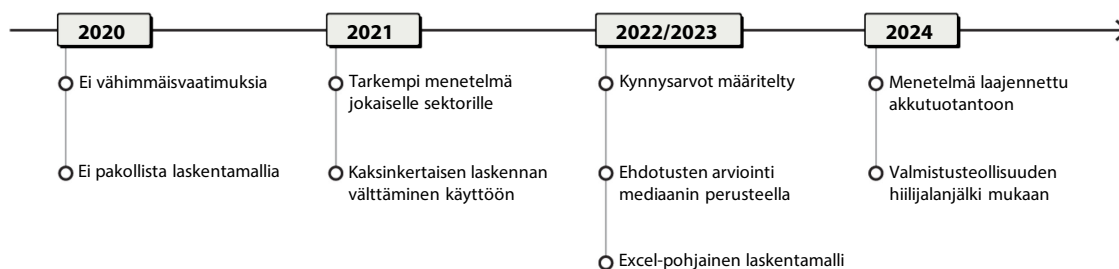 2020
Ei vähimmäisvaatimuksia
Ei pakollista laskentamallia
2021
Tarkempi menetelmä
jokaiselle sektorille
Kaksinkertaisen laskennan
välttäminen käyttöön
2022/2023
Kynnysarvot määritelty
Ehdotusten arviointi
mediaanin perusteella
Excel-pohjainen laskentamalli
2024
Menetelmä laajennettu
akkutuotantoon
Valmistusteollisuuden
hiilijalanjälki mukaan